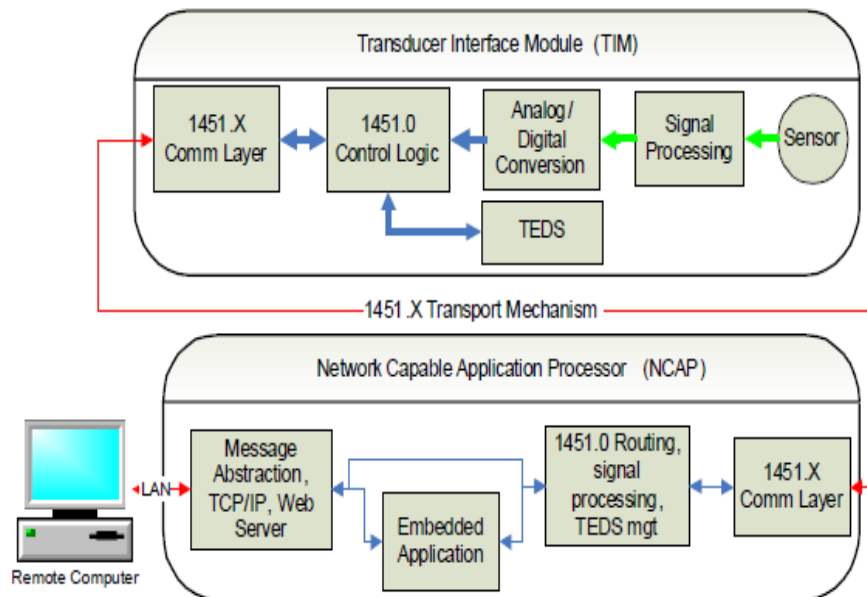 Transducer Interface Module (TIM)
1451.X
Comm Layer
1451.0
Control Logic
Analog/
Digital
Conversion
Signal
Processing
Sensor
TEDS
1451.X Transport Mechanism
Network Capable Application Processor (NCAP)
Message
Abstraction,
TCP/IP, Web
Server
Embedded
Application
1451.0 Routing,
signal
processing,
TEDS mgt
1451.X
Comm Layer
LAN
Remote Computer